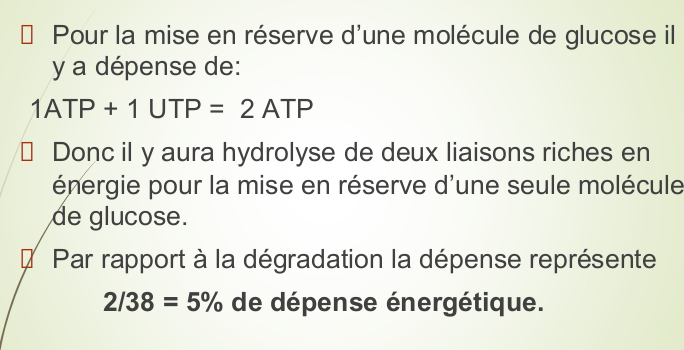 Pour la mise en réserve d’une molécule de glucose il
y a dépense de:
1ATP + 1 UTP = 2 ATP
Donc il y aura hydrolyse de deux liaisons riches en
énergie pour la mise en réserve d’une seule molécule
de glucose.
Par rapport à la dégradation la dépense représente
2/38 = 5% de dépense énergétique.